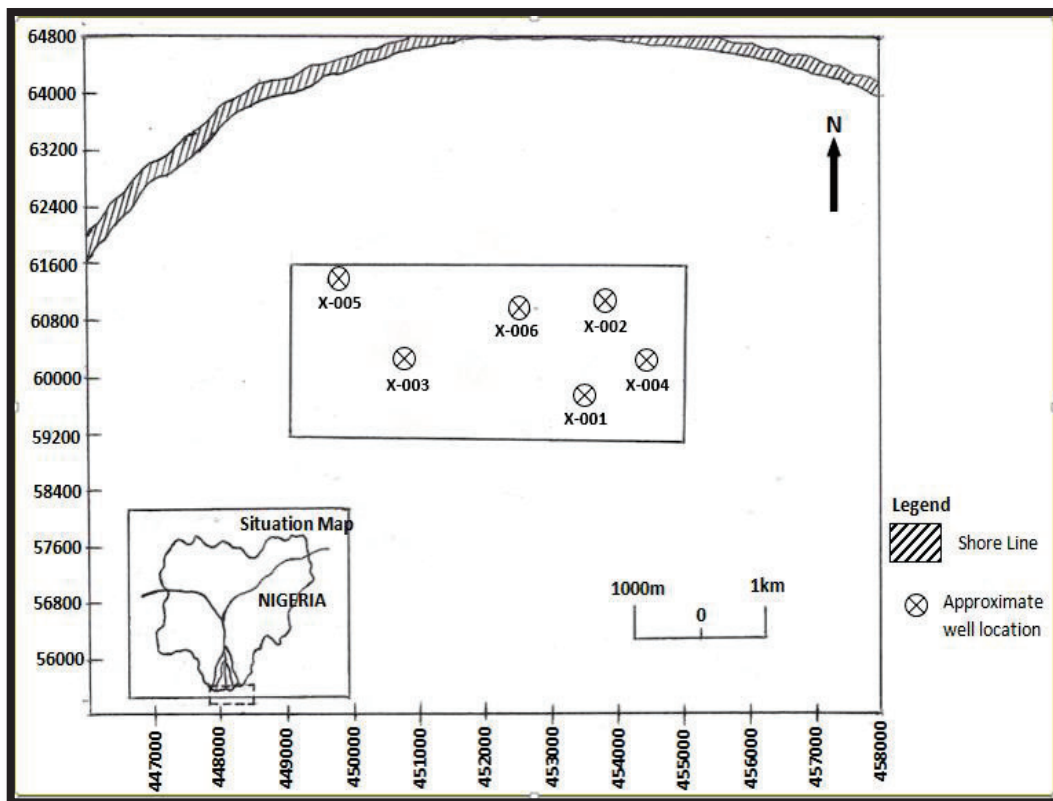 64800
64000
63200
62400
61600
60800
60000
59200
58400
57600
56800
56000
N
X-005
X-006
X-002
X-003
X-004
X-001
Situation Map
NIGERIA
1000m
0
1km
Legend
Shore Line
Approximate
well location
447000
448000
449000
450000
451000
452000
453000
454000
455000
456000
457000
458000